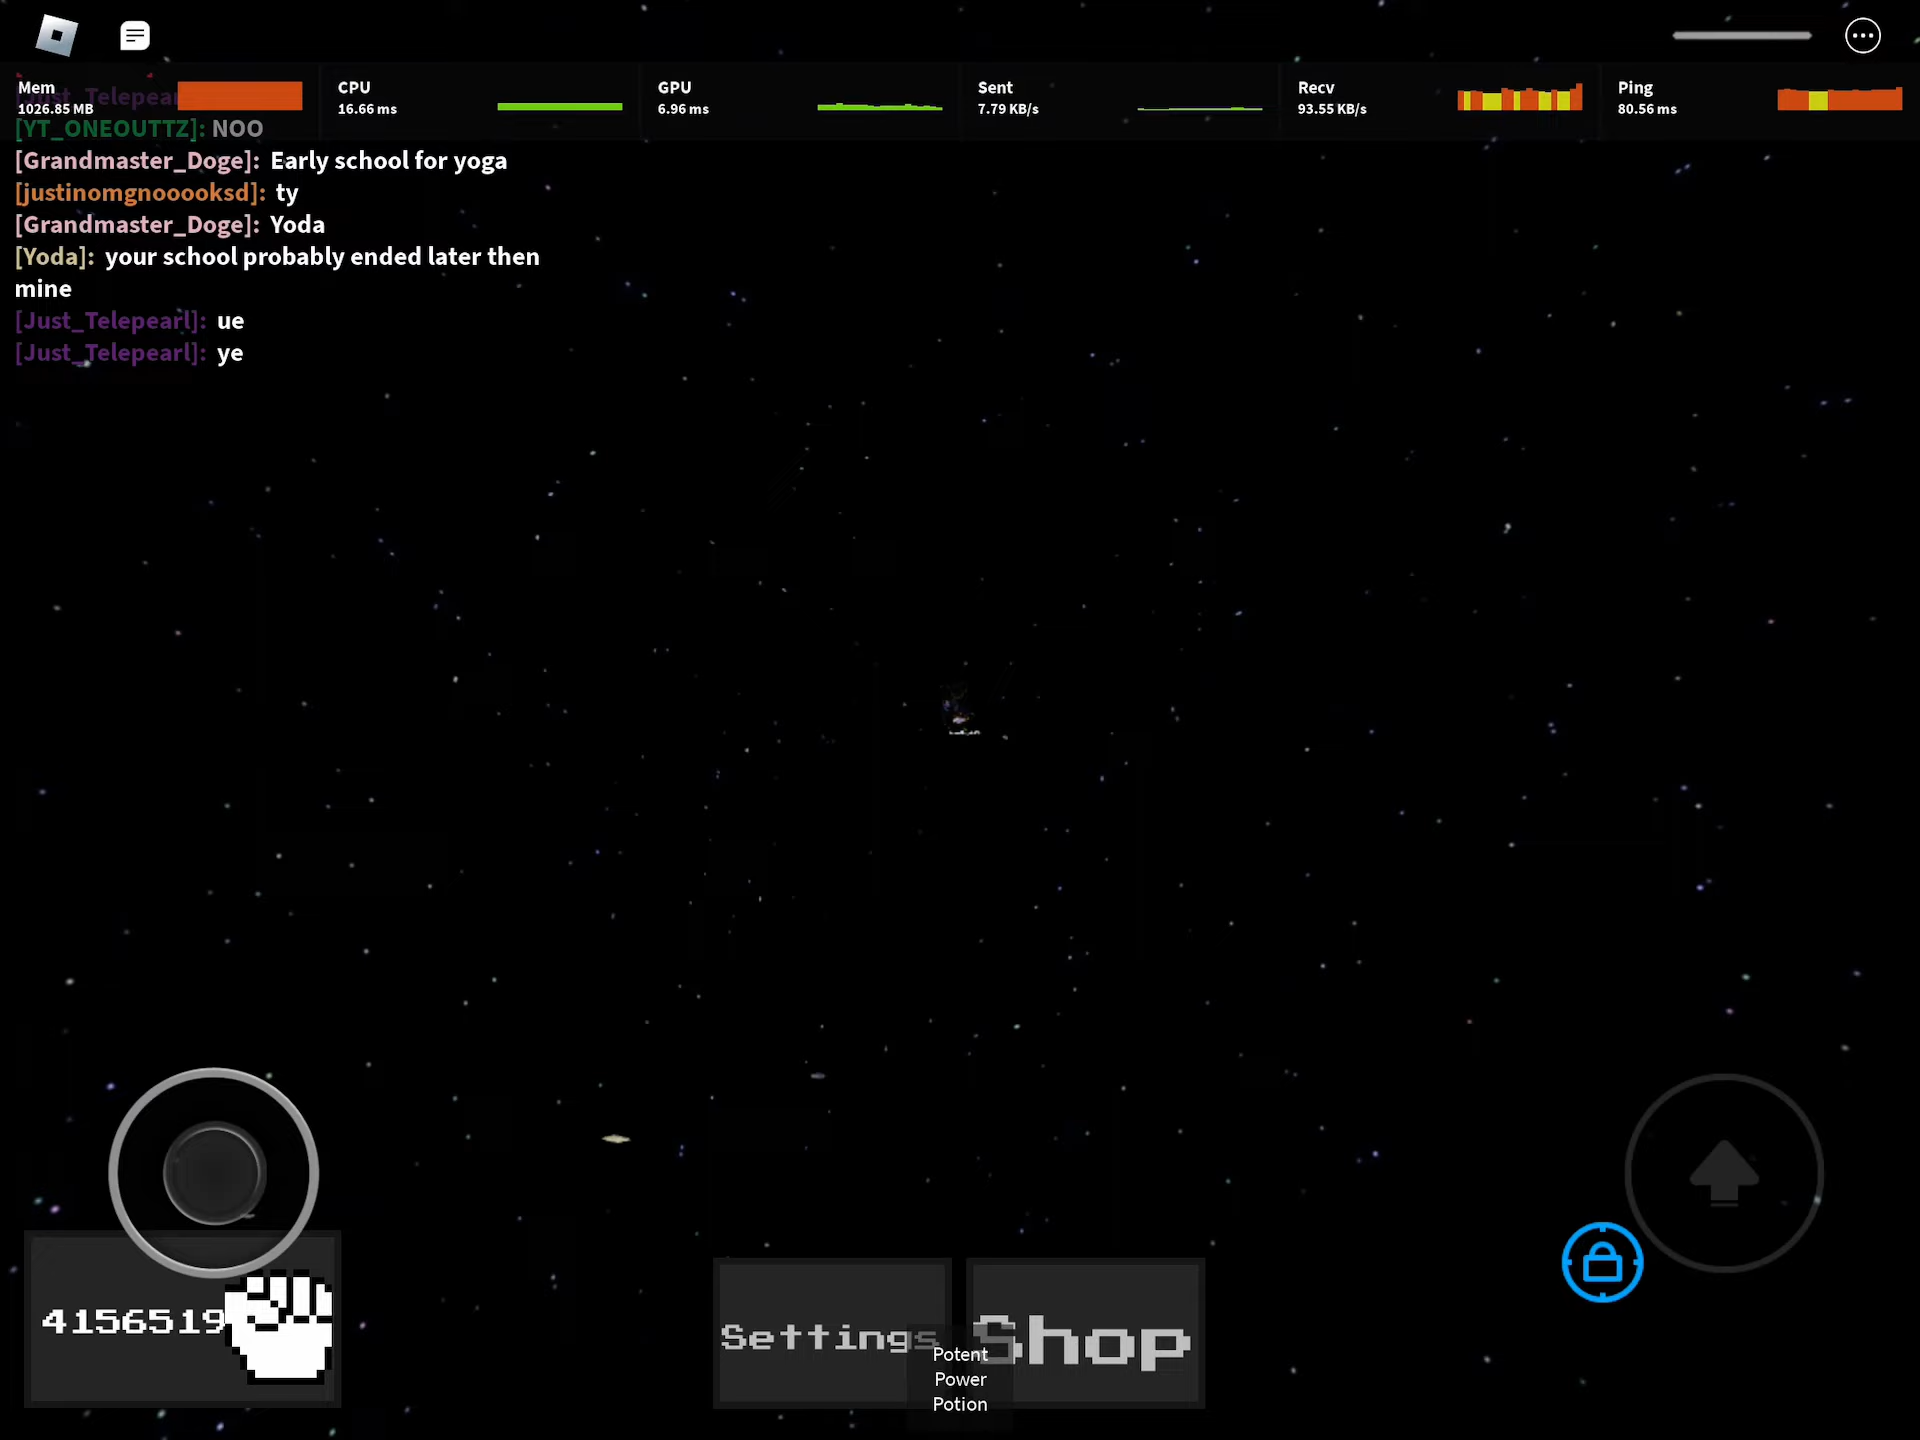 Mem
1026.85 MB
CPU
16.66 ms
GPU
6.96 ms
Sent
7.79 KB/s
Recv
93.55 KB/s
Ping
80.56 ms
[YT_ONEOUTTZ]: NOO
[Grandmaster_Doge]: Early school for yoga
[justinomgnooooksd]: ty
[Grandmaster_Doge]: Yoda
[Yoda]: your school probably ended later then
mine
[Just_Telepearl]: ue
[Just_Telepearl]: ye
4156519
Settings
Shop
Potent
Power
Potion